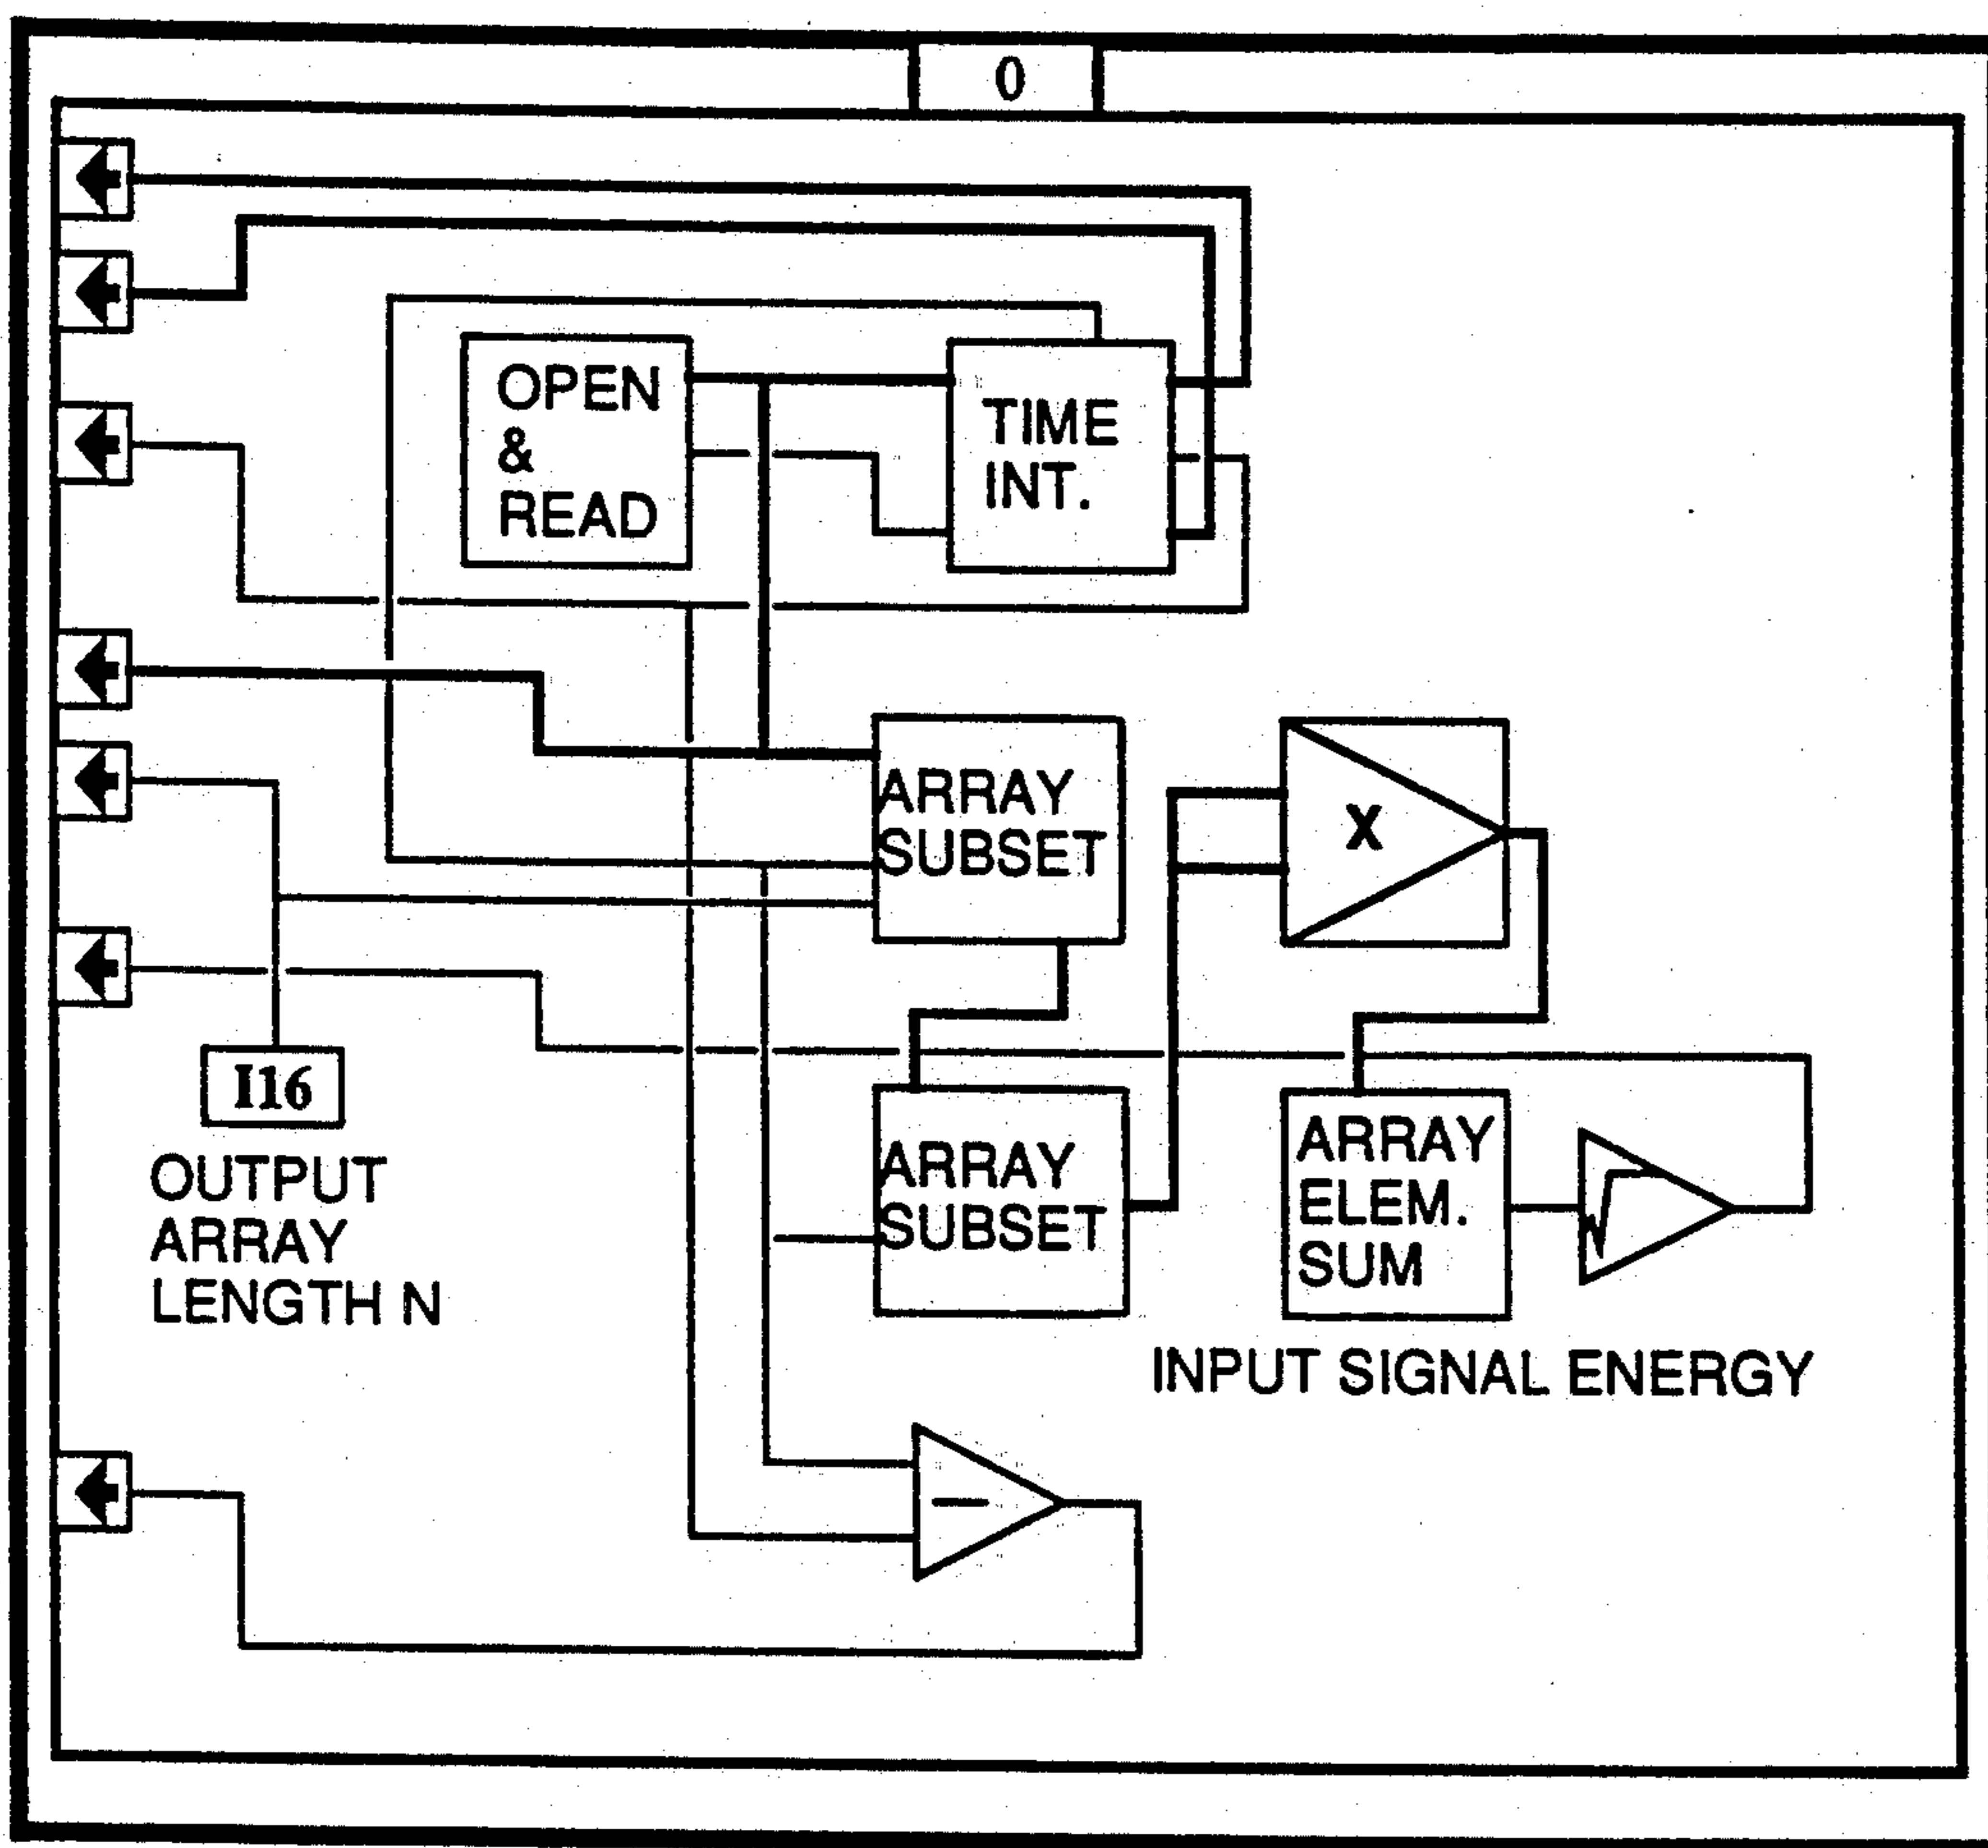 0
OPEN
&
READ
TIME
INT.
ARRAY
SUBSET
X
I16
OUTPUT
ARRAY
LENGTH N
ARRAY
SUBSET
ARRAY
ELEM.
SUM
INPUT SIGNAL ENERGY
—